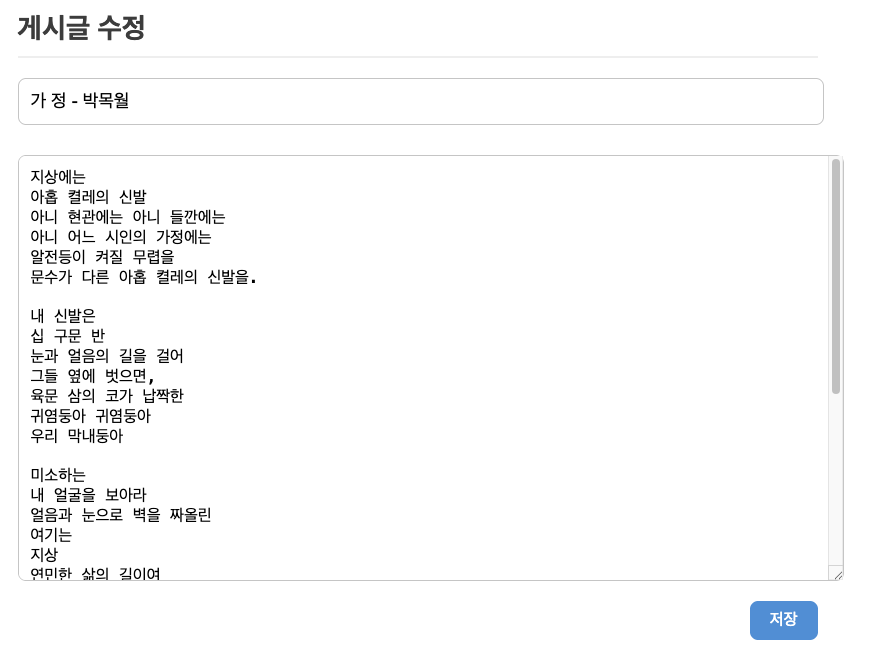 게시글 수정
가 정 - 박목월
지상에는
아홉 켤레의 신발
아니 현관에는 아니 들깐에는
아니 어느 시인의 가정에는
알전등이 켜질 무렵을
문수가 다른 아홉 켤레의 신발을.
내 신발은
십 구문 반
눈과 얼음의 길을 걸어
그들 옆에 벗으면,
육문 삼의 코가 납짝한
귀염둥아 귀염둥아
우리 막내둥아
미소하는
내 얼굴을 보아라
얼음과 눈으로 벽을 짜올린
여기는
지상
연민한 삶의 길이여
저장